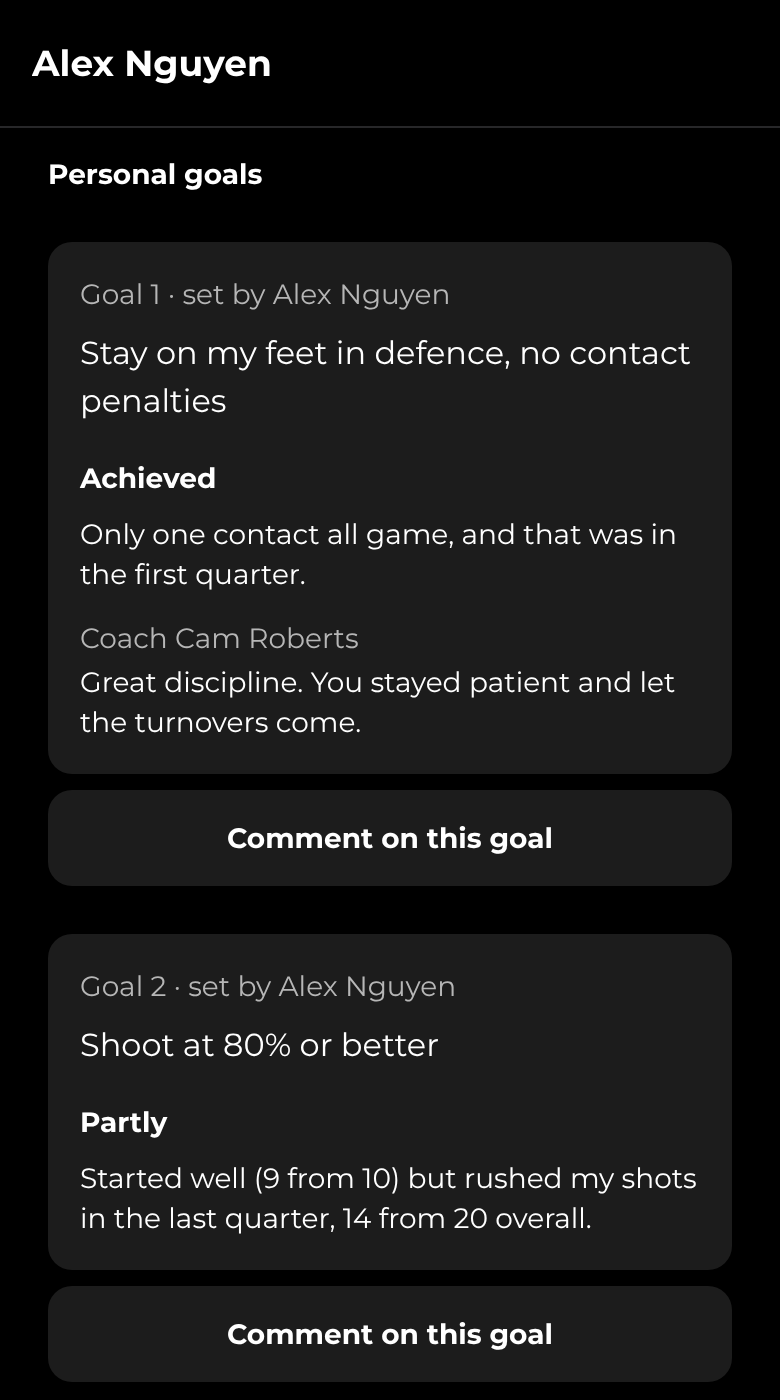 Alex Nguyen
Personal goals
Goal 1 · set by Alex Nguyen
Stay on my feet in defence, no contact
penalties
Achieved
Only one contact all game, and that was in
the first quarter.
Coach Cam Roberts
Great discipline. You stayed patient and let
the turnovers come.
Comment on this goal
Goal 2 · set by Alex Nguyen
Shoot at 80% or better
Partly
Started well (9 from 10) but rushed my shots
in the last quarter, 14 from 20 overall.
Comment on this goal